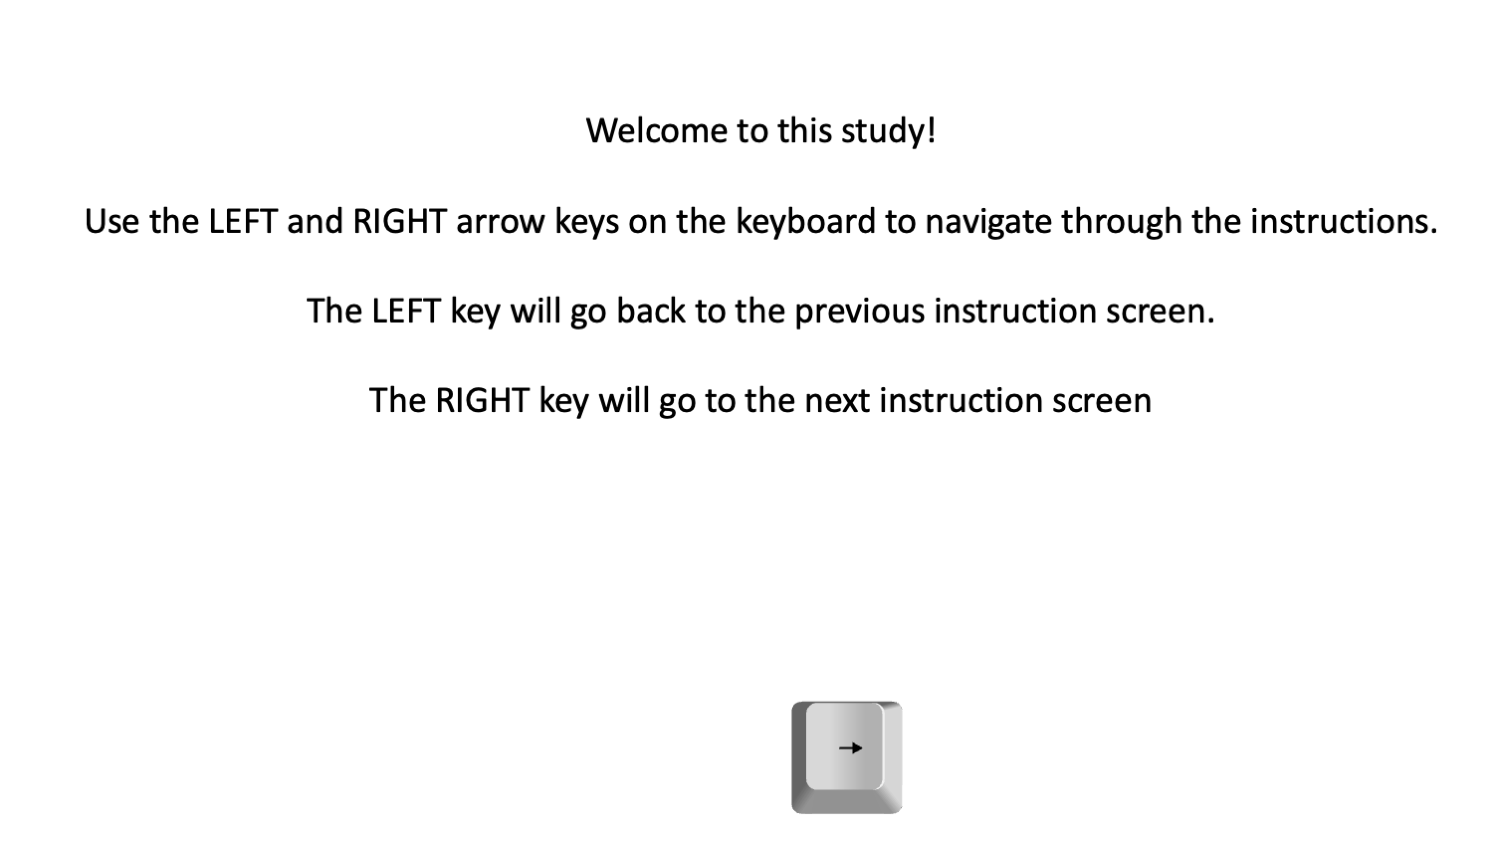 Welcome to this study!
Use the LEFT and RIGHT arrow keys on the keyboard to navigate through the instructions.
The LEFT key will go back to the previous instruction screen.
The RIGHT key will go to the next instruction screen